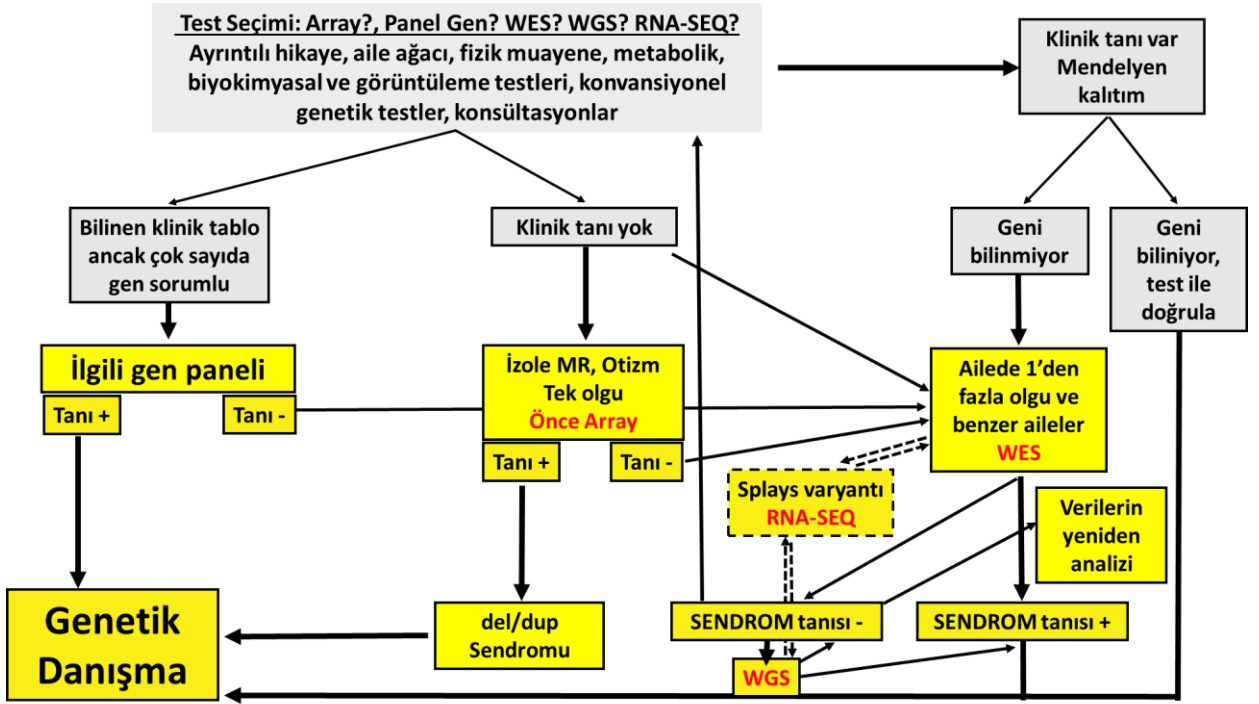 Test Seçimi: Array?, Panel Gen? WES? WGS? RNA-SEQ?
Ayrıntılı hikaye, aile ağacı, fizik muayene, metabolik,
biyokimyasal ve görüntüleme testleri, konvansiyonel
genetik testler, konsültasyonlar
Klinik tanı var
Mendelyen
kalıtım
Bilinen klinik tablo
ancak çok sayıda
gen sorumlu
Klinik tanı yok
Geni
bilinmiyor
Geni
biliniyor,
test ile
doğrula
İlgili gen paneli
Tanı +
Tanı -
İzole MR, Otizm
Tek olgu
Önce Array
Tanı +
Tanı -
Ailede 1’den
fazla olgu ve
benzer aileler
WES
Splays varyantı
RNA-SEQ
Verilerin
yeniden
analizi
Genetik
Danışma
del/dup
Sendromu
SENDROM tanısı -
SENDROM tanısı +
WGS